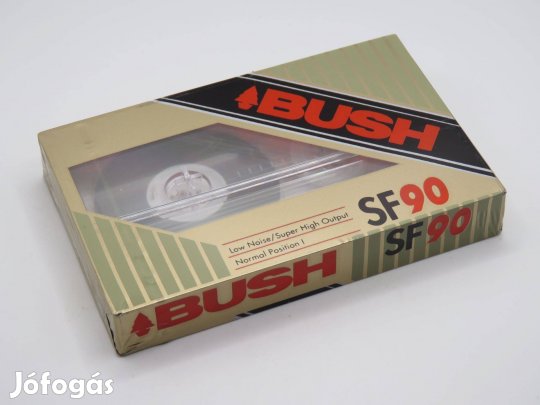 BUSH
SF90
Low Noise/Super High Output
Normal Position I
SF90
BUSH
Jófogás